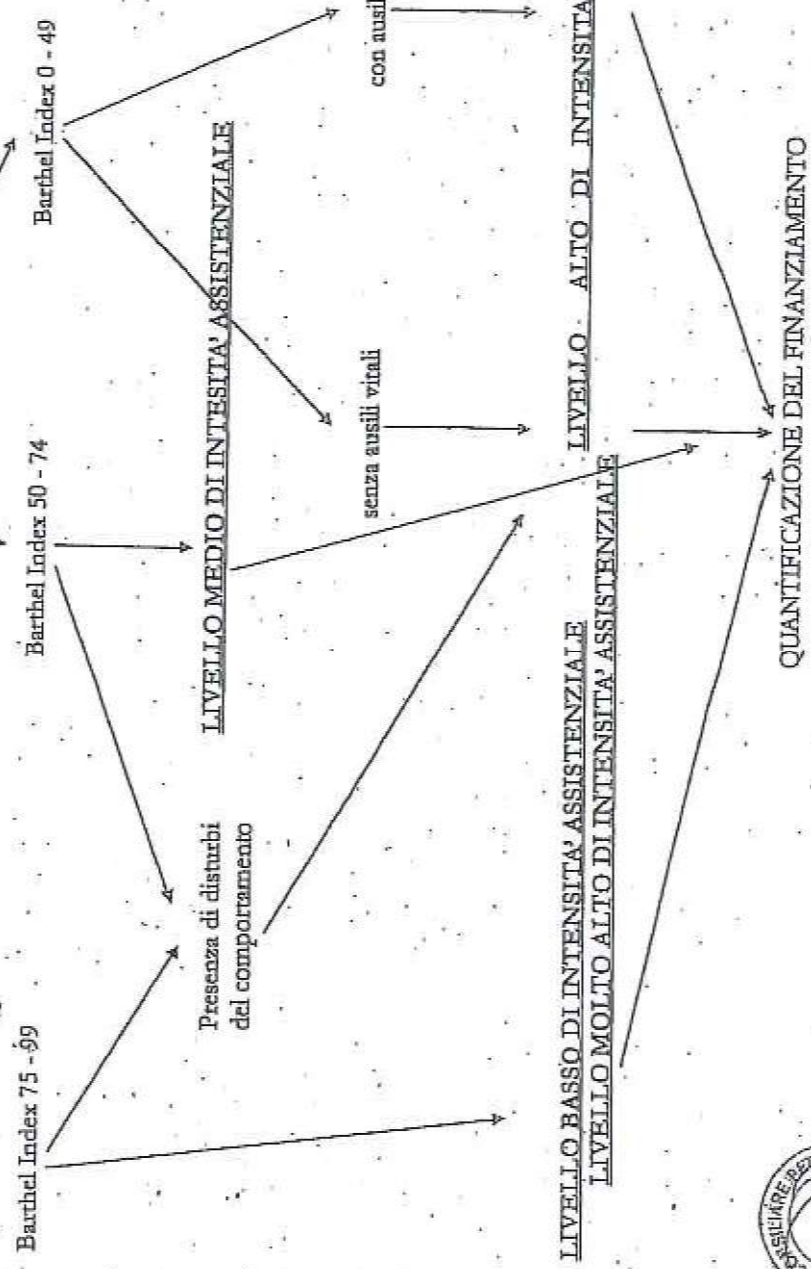 Barthel Index 75 - 99
Barthel Index 50 - 74
Barthel Index 0 - 49
Presenza di disturbi
del comportamento
LIVELLO MEDIO DI INTESITA' ASSISTENZIALE
senza ausili vitali
con ausil
LIVELLO BASSO DI INTENSITA' ASSISTENZIALE
LIVELLO ALTO DI INTENSITA'
LIVELLO MOLTO ALTO DI INTENSITA' ASSISTENZIALE
QUANTIFICAZIONE DEL FINANZIAMENTO